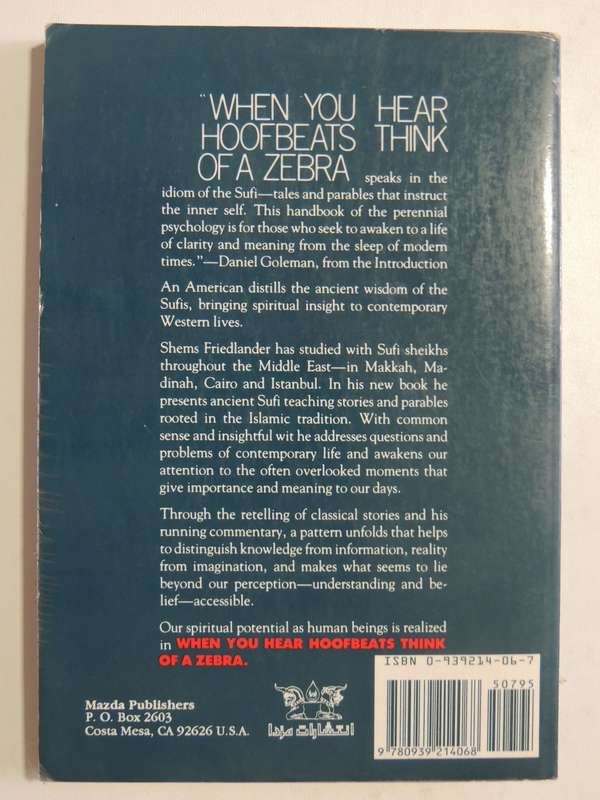 "WHEN YOU HEAR
HOOFBEATS THINK
OF A ZEBRA speaks in the
idiom of the Sufi—tales and parables that instruct
the inner self. This handbook of the perennial
psychology is for those who seek to awaken to a life
of clarity and meaning from the sleep of modern
times."—Daniel Goleman, from the Introduction
An American distills the ancient wisdom of the
Sufis, bringing spiritual insight to contemporary
Western lives.
Shems Friedlander has studied with Sufi sheikhs
throughout the Middle East—in Makkah, Ma-
dinah, Cairo and Istanbul. In his new book he
presents ancient Sufi teaching stories and parables
rooted in the Islamic tradition. With common
sense and insightful wit he addresses questions and
problems of contemporary life and awakens our
attention to the often overlooked moments that
give importance and meaning to our days.
Through the retelling of classical stories and his
running commentary, a pattern unfolds that helps
to distinguish knowledge from information, reality
from imagination, and makes what seems to lie
beyond our perception—understanding and be-
lief—accessible.
Our spiritual potential as human beings is realized
in WHEN YOU HEAR HOOFBEATS THINK
OF A ZEBRA.
ISBN 0-939214-06-7
50795
9 780939 214068
Mazda Publishers
P. O. Box 2603
Costa Mesa, CA 92626 U.S.A.
انتشارات مزدا